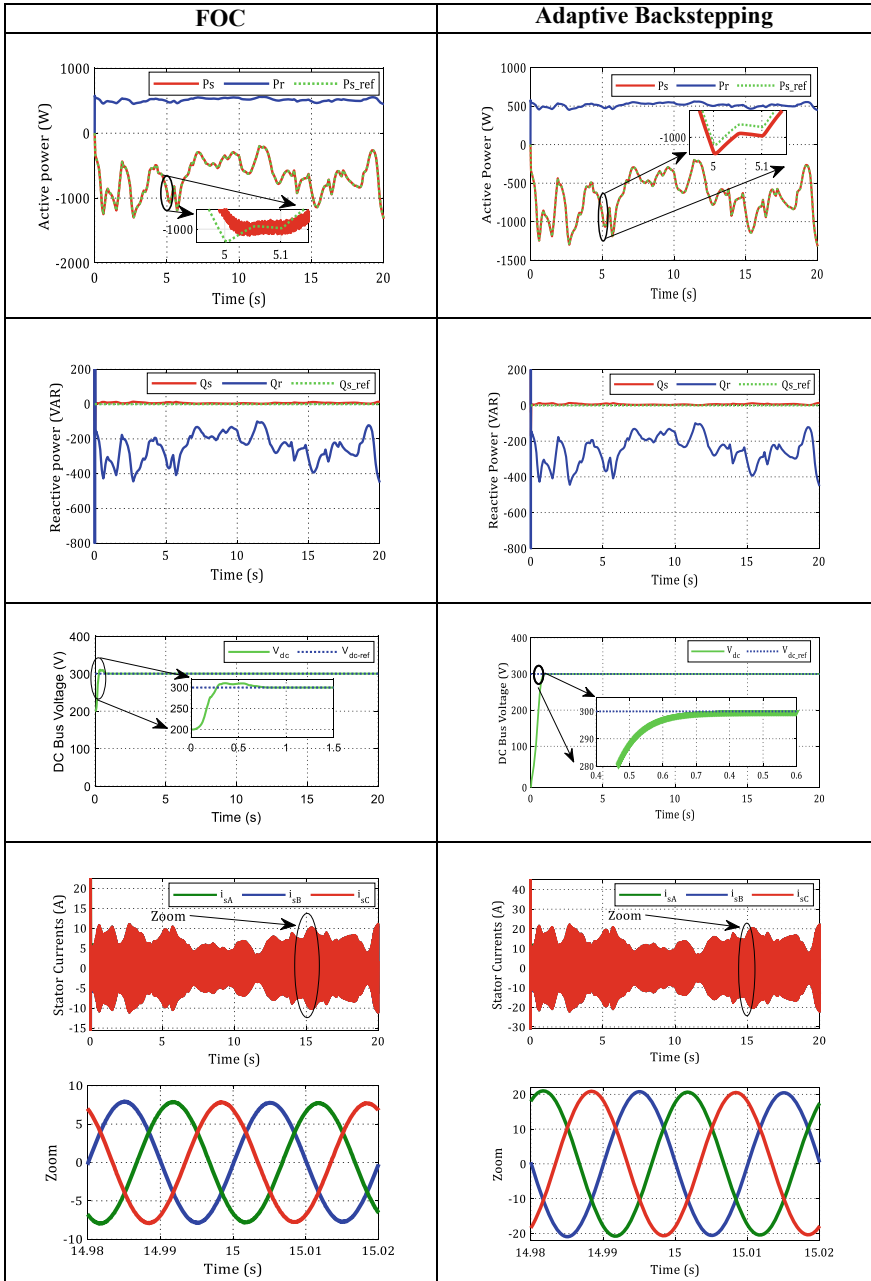 FOC
Adaptive Backstepping
Ps Pr Ps_ref
Active power (W)
1000
0
-1000
-2000
-1000
5 5.1
0 5 10 15 20
Time (s)
Ps Pr Ps_ref
Active Power (W)
1000
500
0
-500
-1000
-1500
-1000
5 5.1
0 5 10 15 20
Time (s)
Qs Qr Qs_ref
Reactive power (VAR)
200
0
-200
-400
-600
-800
0 5 10 15 20
Time (s)
Qs Qr Qs_ref
Reactive Power (VAR)
200
0
-200
-400
-600
-800
0 5 10 15 20
Time (s)
Vdc Vdc-ref
DC Bus Voltage (V)
400
300
200
100
0
300
200
0 0.5 1 1.5
0 5 10 15 20
Time (s)
Vdc Vdc_ref
DC Bus Voltage (V)
400
300
200
100
0
300
290
280
0.4 0.5 0.6 0.7 0.4 0.5 0.6
0 5 10 15 20
Time (s)
isA isB isC
Zoom
Stator Currents (A)
20
15
10
5
0
-5
-10
-15
0 5 10 15 20
Time (s)
isA isB isC
Zoom
Stator Currents (A)
40
30
20
10
0
-10
-20
-30
0 5 10 15 20
Time (s)
Zoom
10
5
0
-5
-10
14.98 14.99 15 15.01 15.02
Time (s)
Zoom
20
10
0
-10
-20
14.98 14.99 15 15.01 15.02
Time (s)